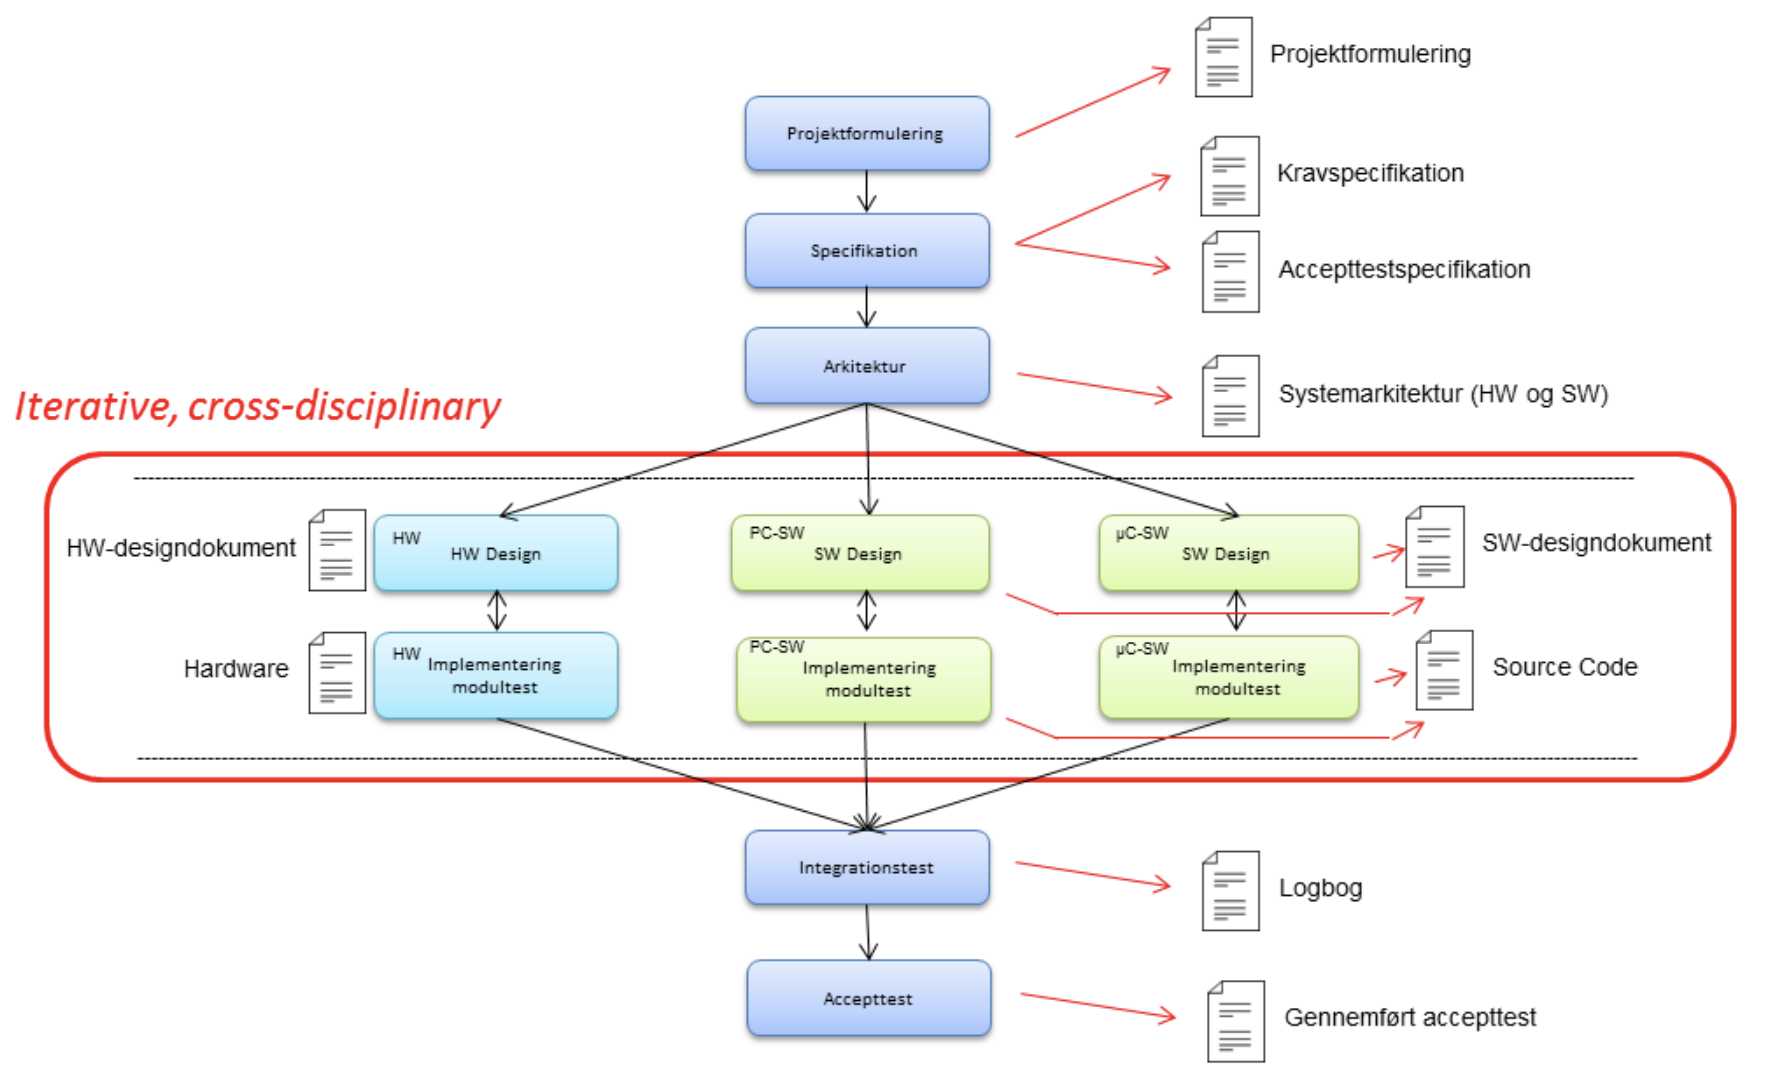 Projektformulering
Projektformulering
Kravspecifikation
Specifikation
Accepttestspecifikation
Arkitektur
Systemarkitektur (HW og SW)
Iterative, cross-disciplinary
HW-designdokument
HW
HW Design
PC-SW
SW Design
µC-SW
SW Design
SW-designdokument
Hardware
HW
Implementering
modultest
PC-SW
Implementering
modultest
µC-SW
Implementering
modultest
Source Code
Integrationstest
Logbog
Accepttest
Gennemført accepttest